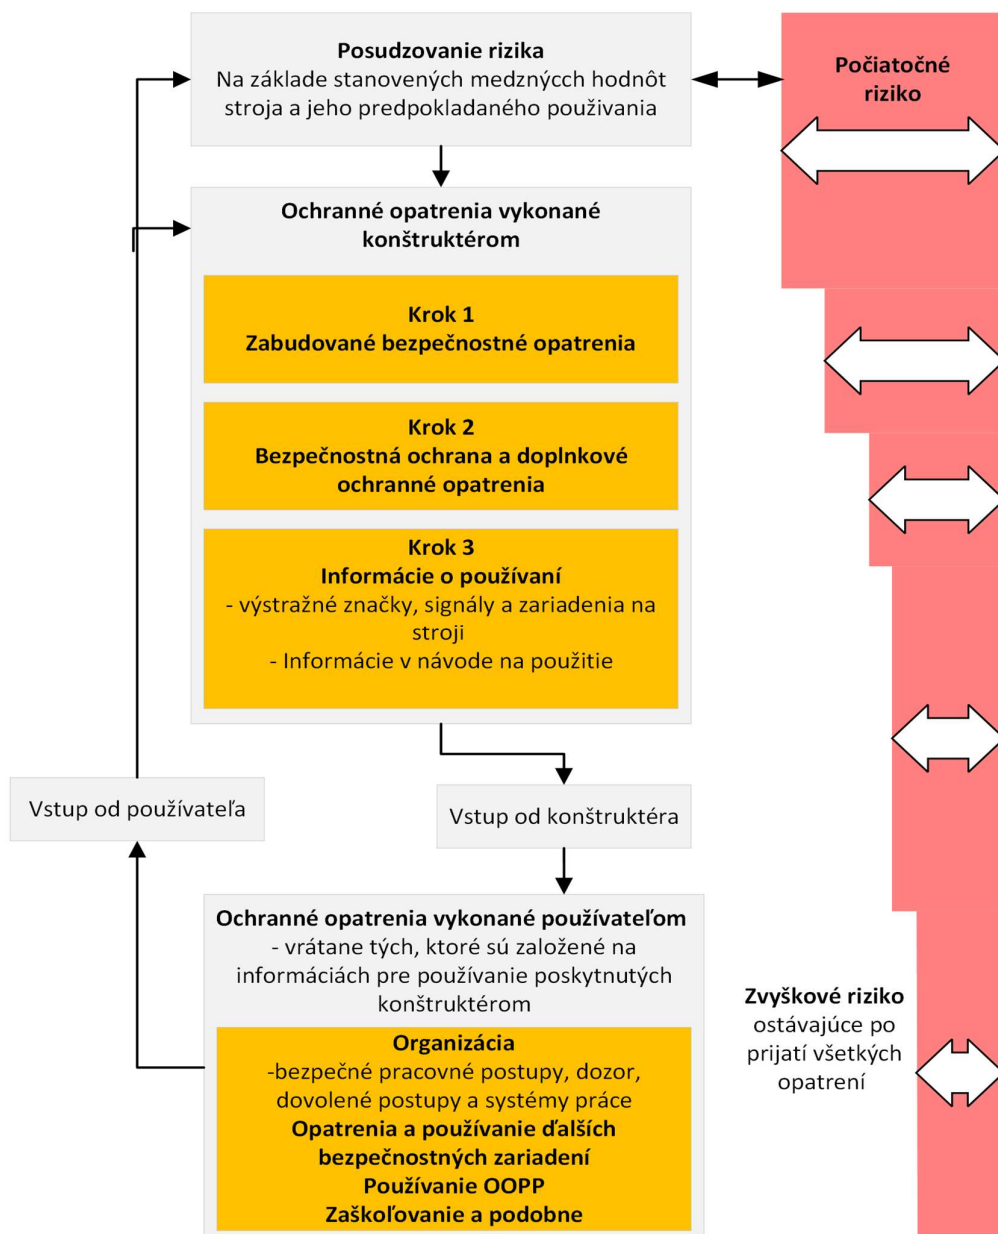 Posudzovanie rizika
Na základe stanovených medznýcch hodnôt
stroja a jeho predpokladaného použivania
Počiatočné
riziko
Ochranné opatrenia vykonané
konštruktérom
Krok 1
Zabudované bezpečnostné opatrenia
Krok 2
Bezpečnostná ochrana a doplnkové
ochranné opatrenia
Krok 3
Informácie o používaní
- výstražné značky, signály a zariadenia na
stroji
- Informácie v návode na použitie
Vstup od používateľa
Vstup od konštruktéra
Ochranné opatrenia vykonané používateľom
- vrátane tých, ktoré sú založené na
informáciách pre používanie poskytnutých
konštruktérom
Organizácia
-bezpečné pracovné postupy, dozor,
dovolené postupy a systémy práce
Opatrenia a používanie ďalších
bezpečnostných zariadení
Používanie OOPP
Zaškoľovanie a podobne
Zvyškové riziko
ostávajúce po
prijatí všetkých
opatrení